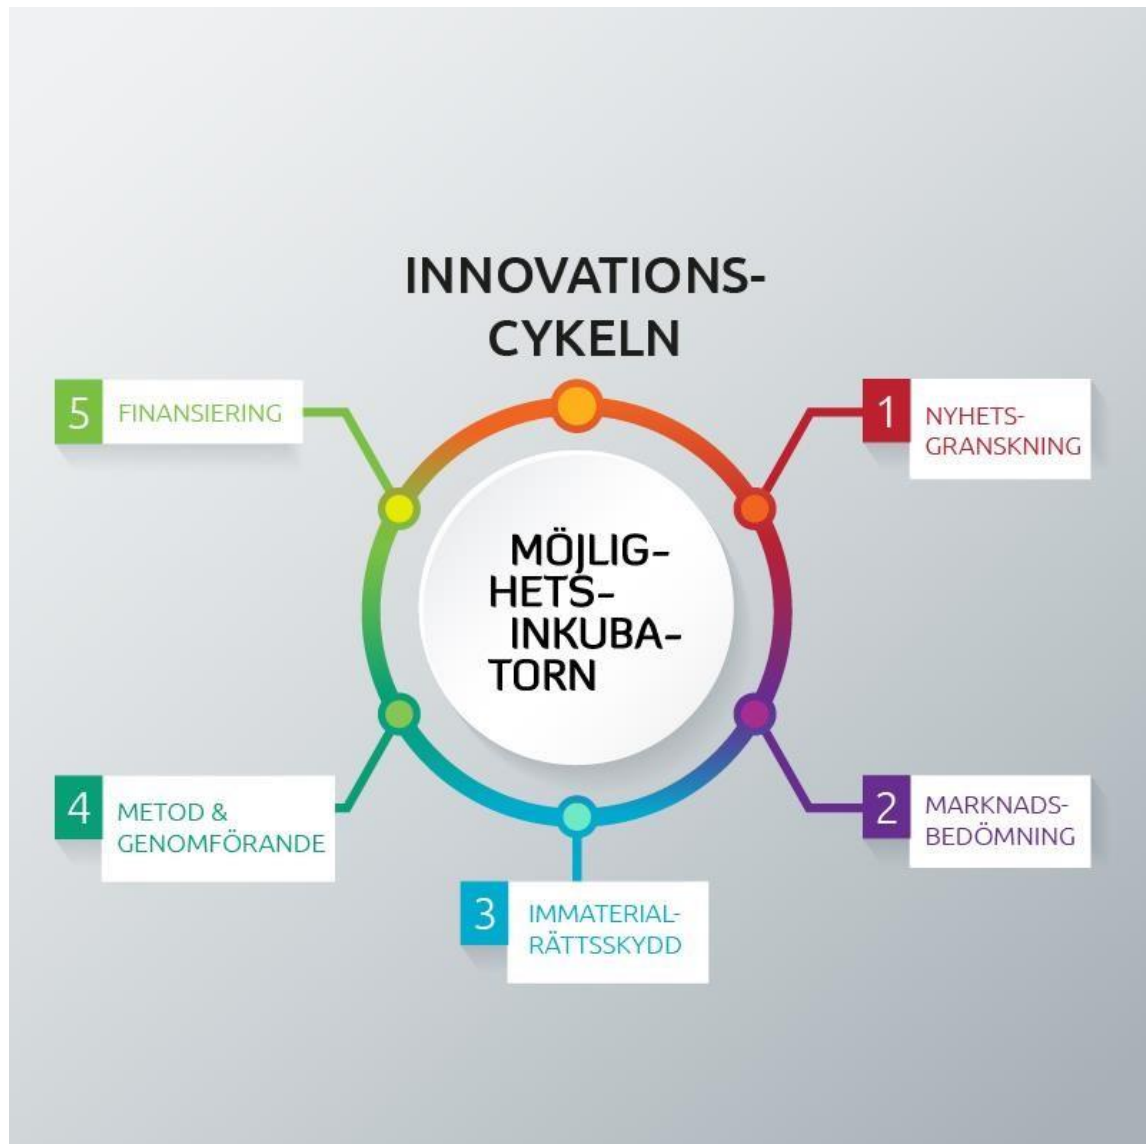 INNOVATIONS-
CYKELN
5
FINANSIERING
1
NYHETS-
GRANSKNING
MÖJLIG-
HETS-
INKUBA-
TORN
4
METOD &
GENOMFÖRANDE
2
MARKNADS-
BEDÖMNING
3
IMMATERIAL-
RÄTTSSKYDD